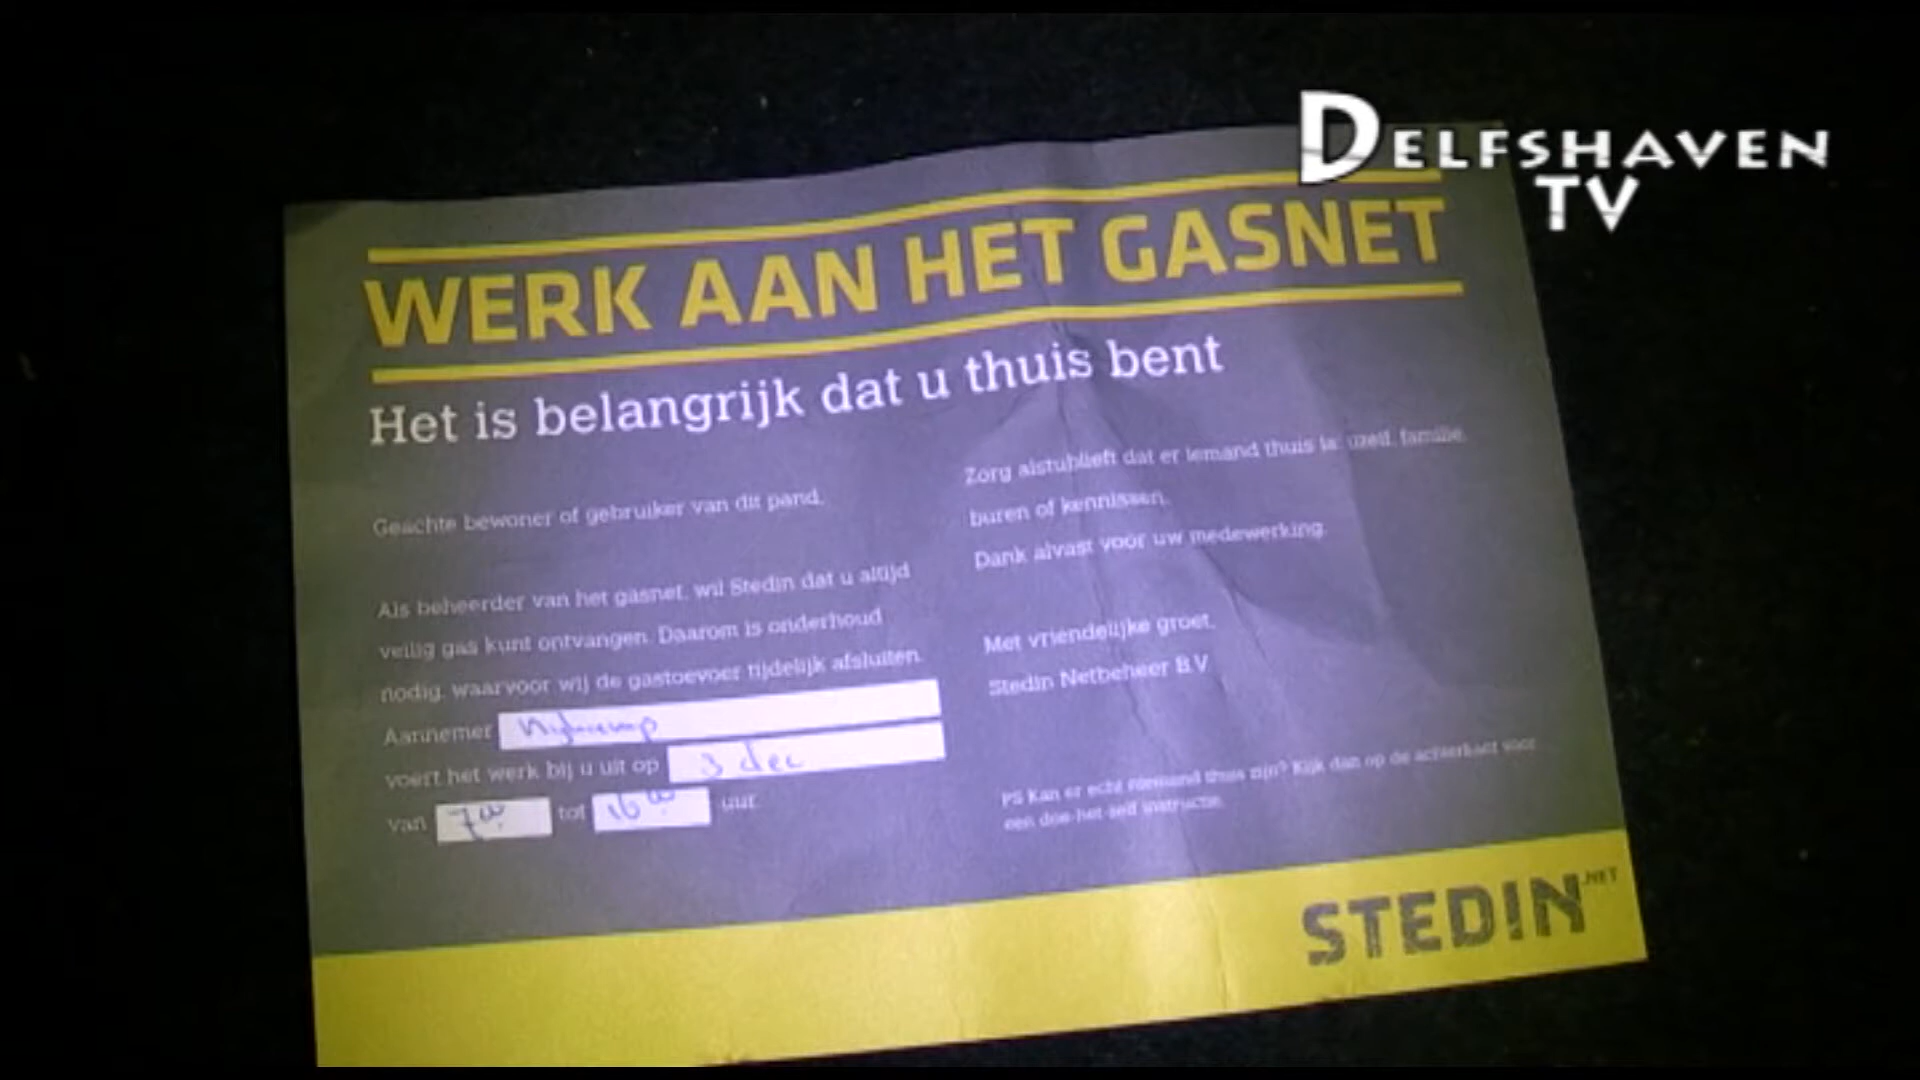 DELFSHAVEN
TV
WERK AAN HET GASNET
Het is belangrijk dat u thuis bent
Geachte bewoner of gebruiker van dit pand,
Als beheerder van het gasnet, wil Stedin dat u altijd
veilig gas kunt ontvangen. Daarom is onderhoud
nodig, waarvoor wij de gastoevoer tijdelijk afsluiten.
Aannemer
voert het werk bij u uit op 3 dec
van 7.00 tot 16.00 uur.
Zorg alstublieft dat er iemand thuis is: uzelf, familie,
buren of kennissen.
Dank alvast voor uw medewerking.
Met vriendelijke groet,
Stedin Netbeheer B.V.
PS Kan er echt niemand thuis zijn? Kijk dan op de achterkant voor
een doe-het-zelf instructie.
STEDIN.NET